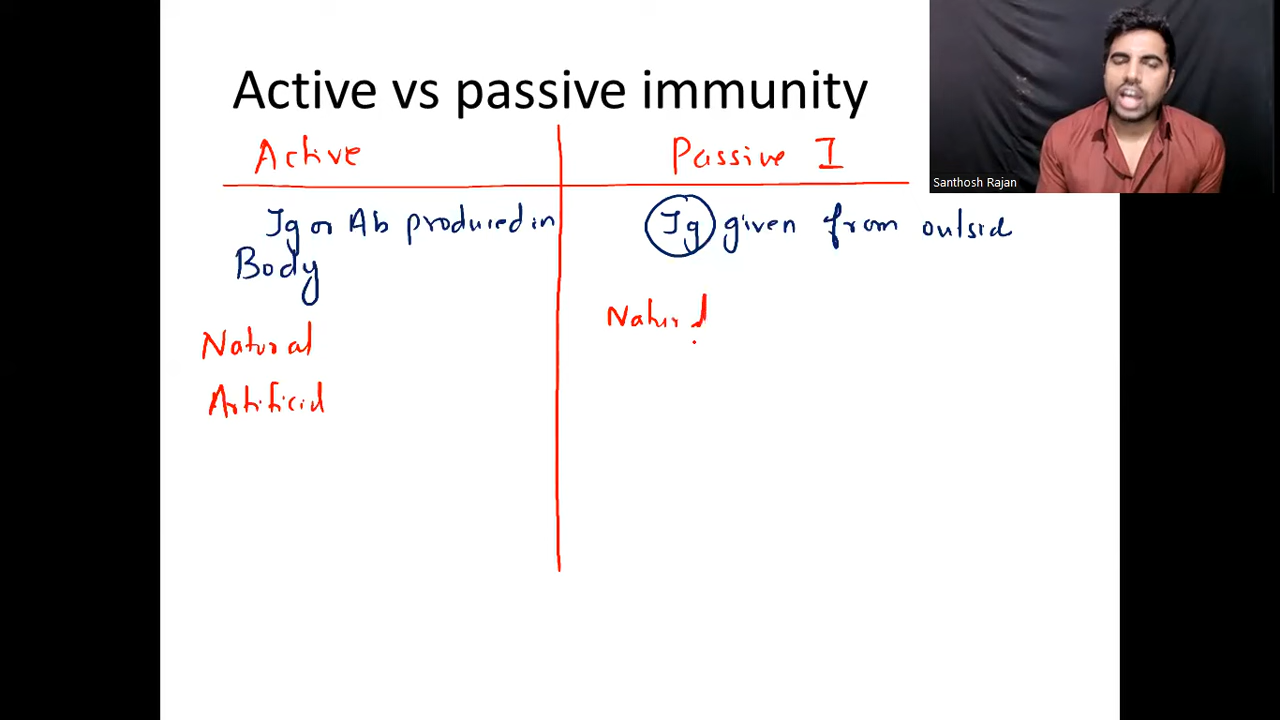 Active vs passive immunity
Active
Passive I
Ig or Ab produced in
Body
Ig given from outsid
Natural
Artificial
Natural
Santhosh Rajan